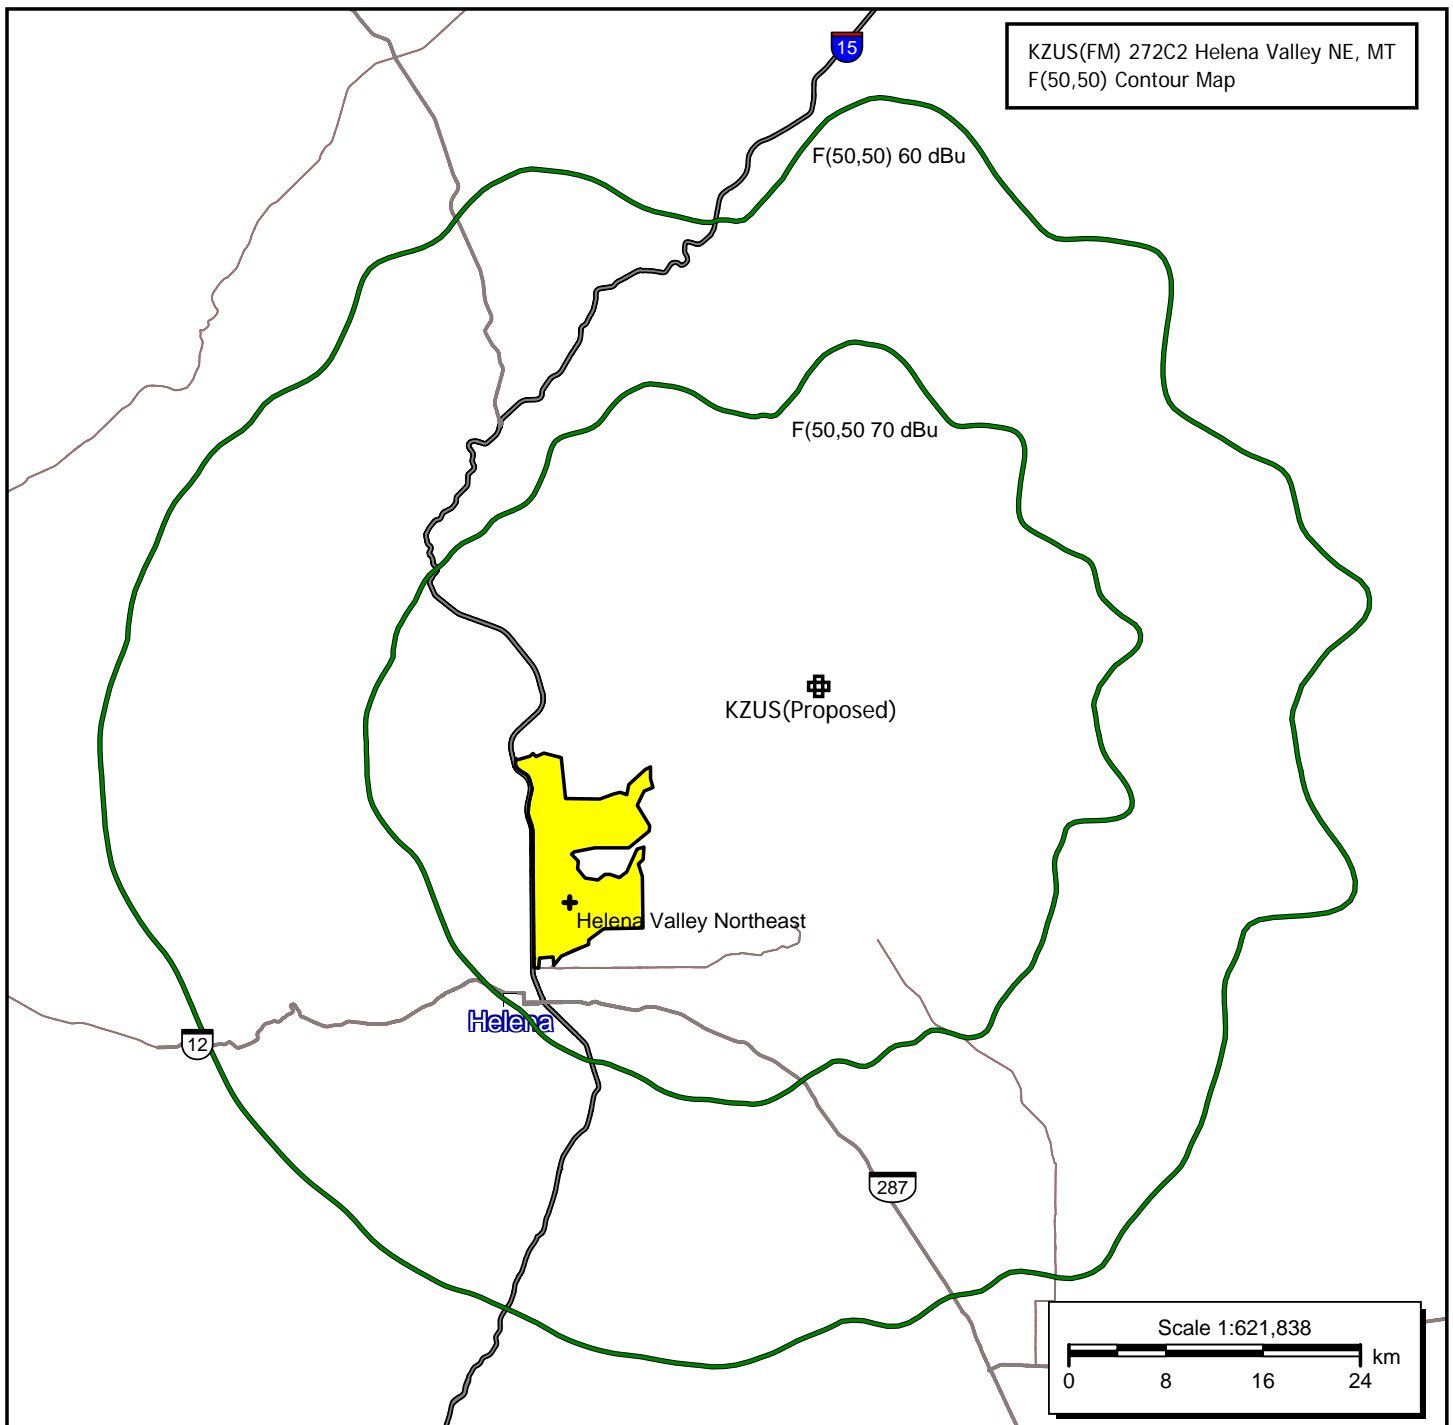 15
KZUS(FM) 272C2 Helena Valley NE, MT
F(50,50) Contour Map
F(50,50) 60 dBu
F(50,50 70 dBu
KZUS(Proposed)
Helena Valley Northeast
Helena
12
287
Scale 1:621,838
km
0 8 16 24